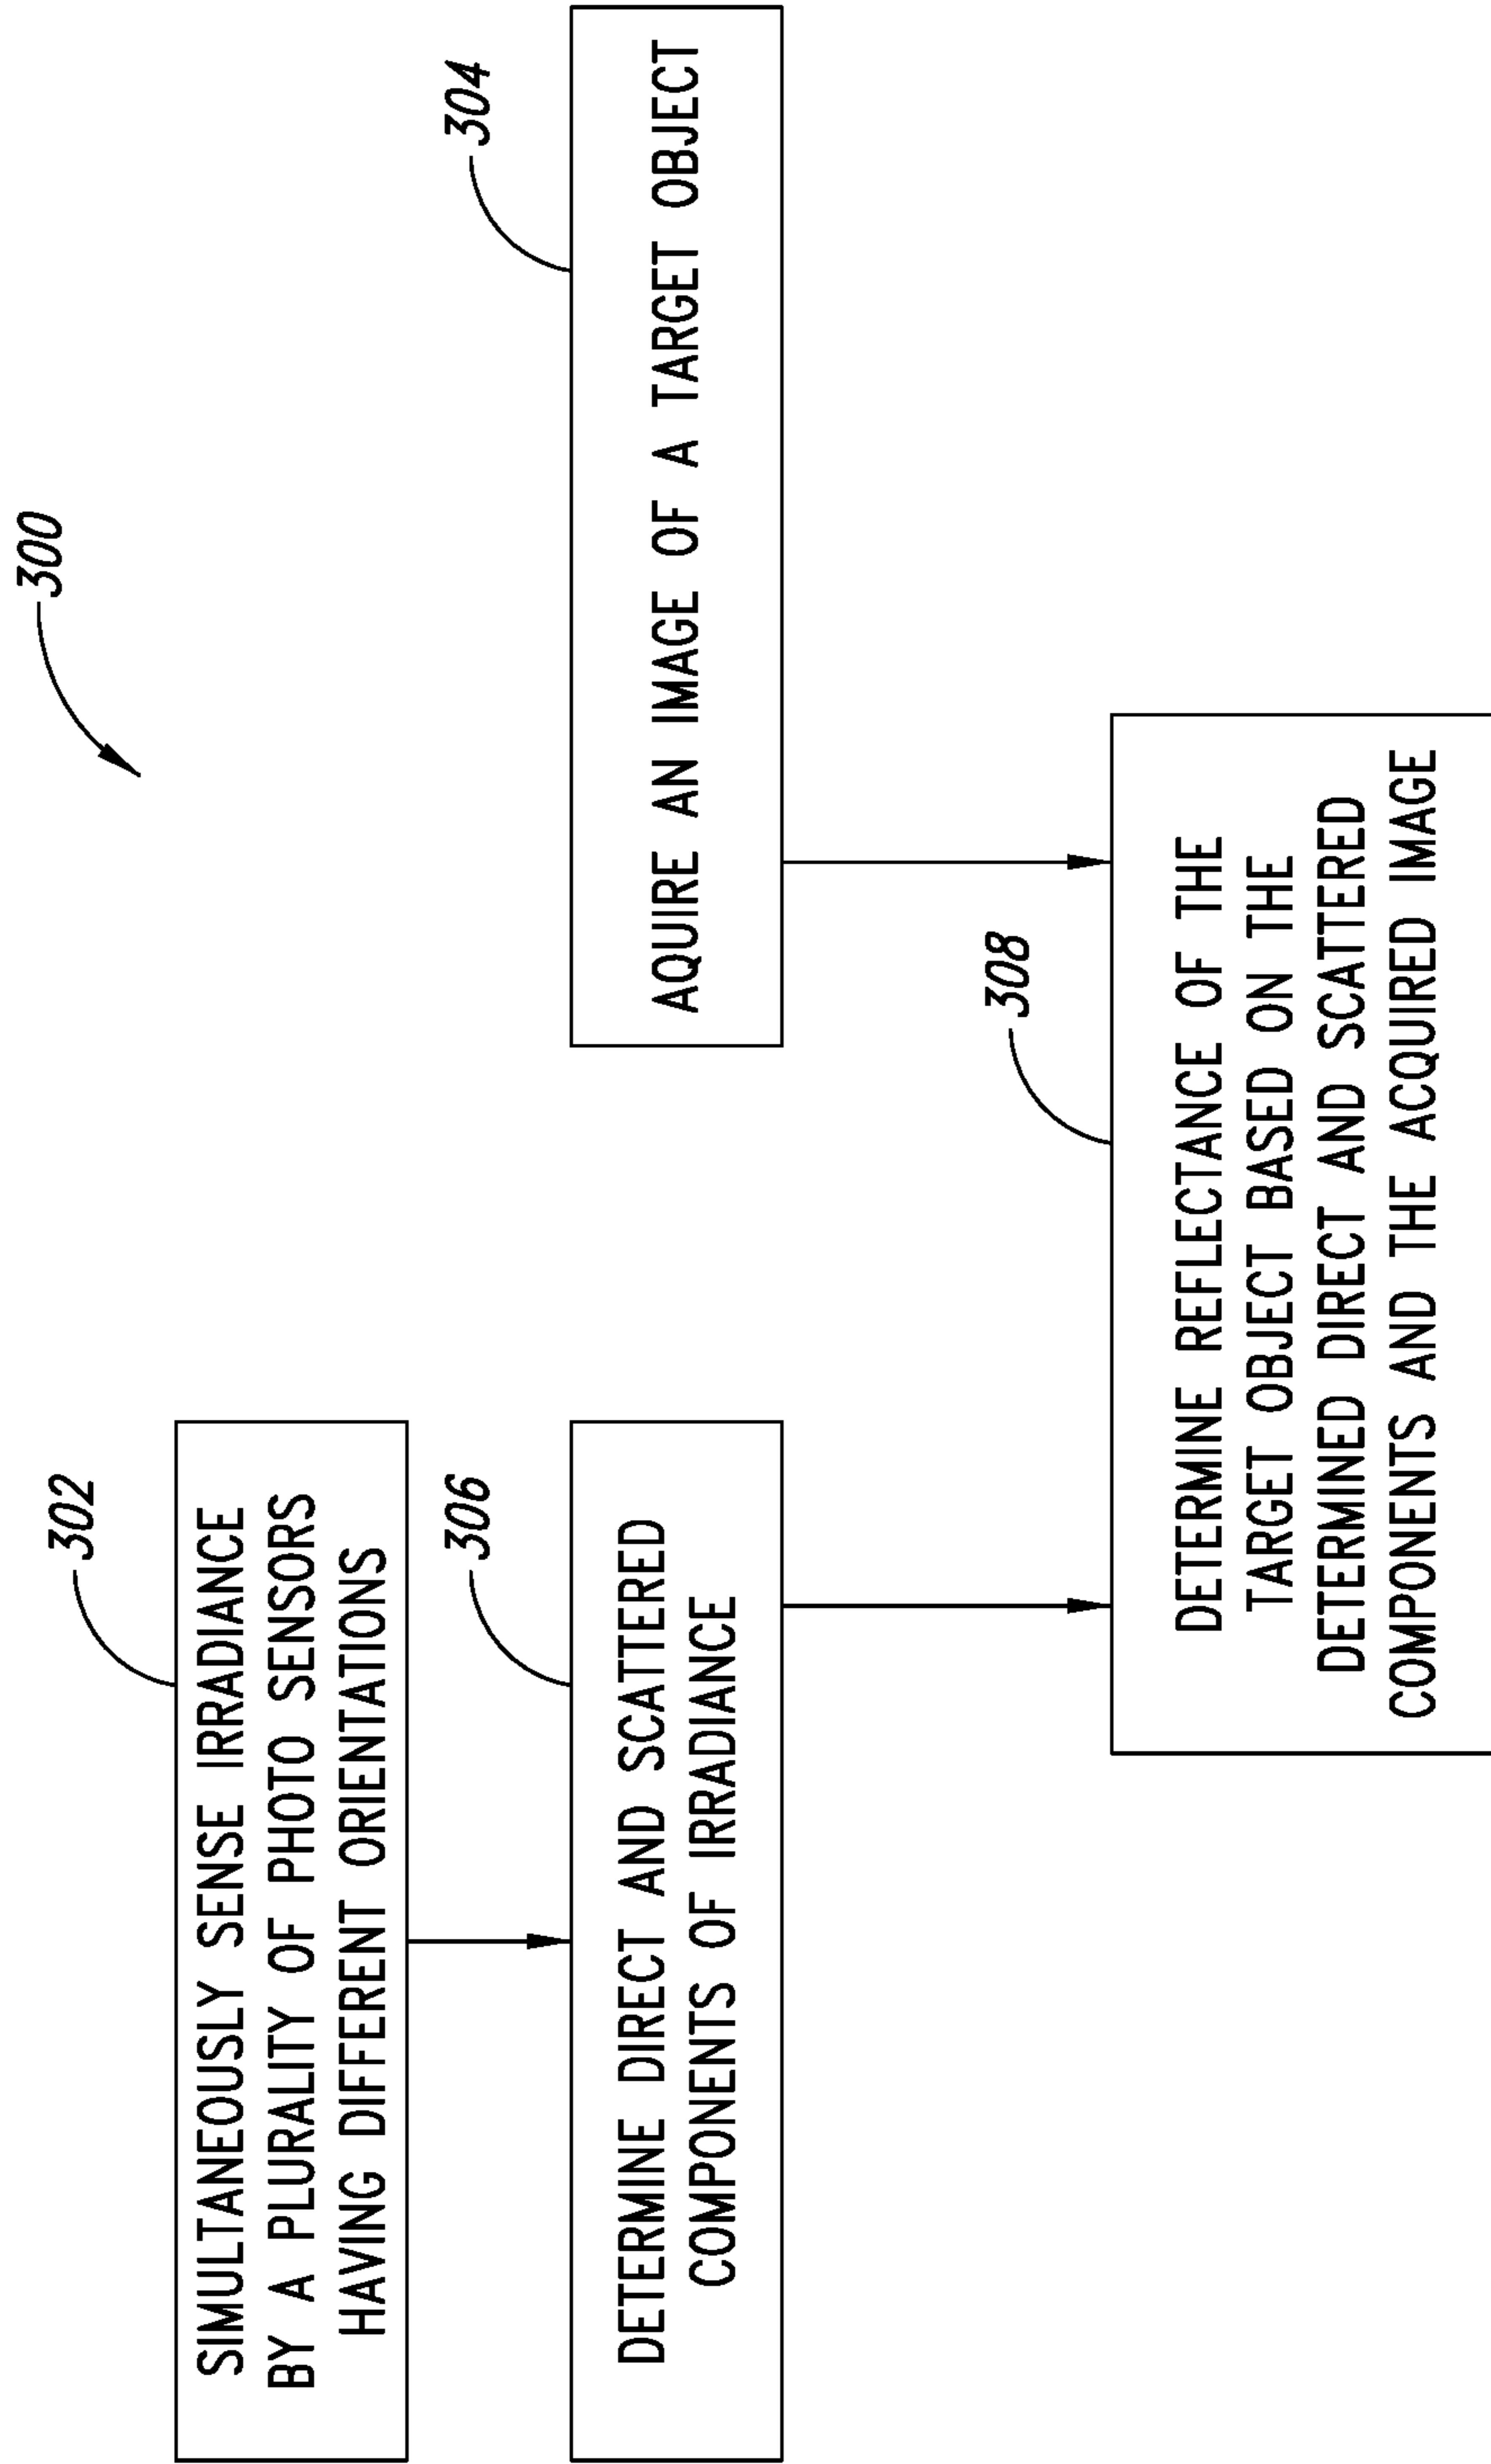 300
302
SIMULTANEOUSLY SENSE IRRADIANCE
BY A PLURALITY OF PHOTO SENSORS
HAVING DIFFERENT ORIENTATIONS
306
DETERMINE DIRECT AND SCATTERED
COMPONENTS OF IRRADIANCE
304
AQUIRE AN IMAGE OF A TARGET OBJECT
308
DETERMINE REFLECTANCE OF THE
TARGET OBJECT BASED ON THE
DETERMINED DIRECT AND SCATTERED
COMPONENTS AND THE ACQUIRED IMAGE